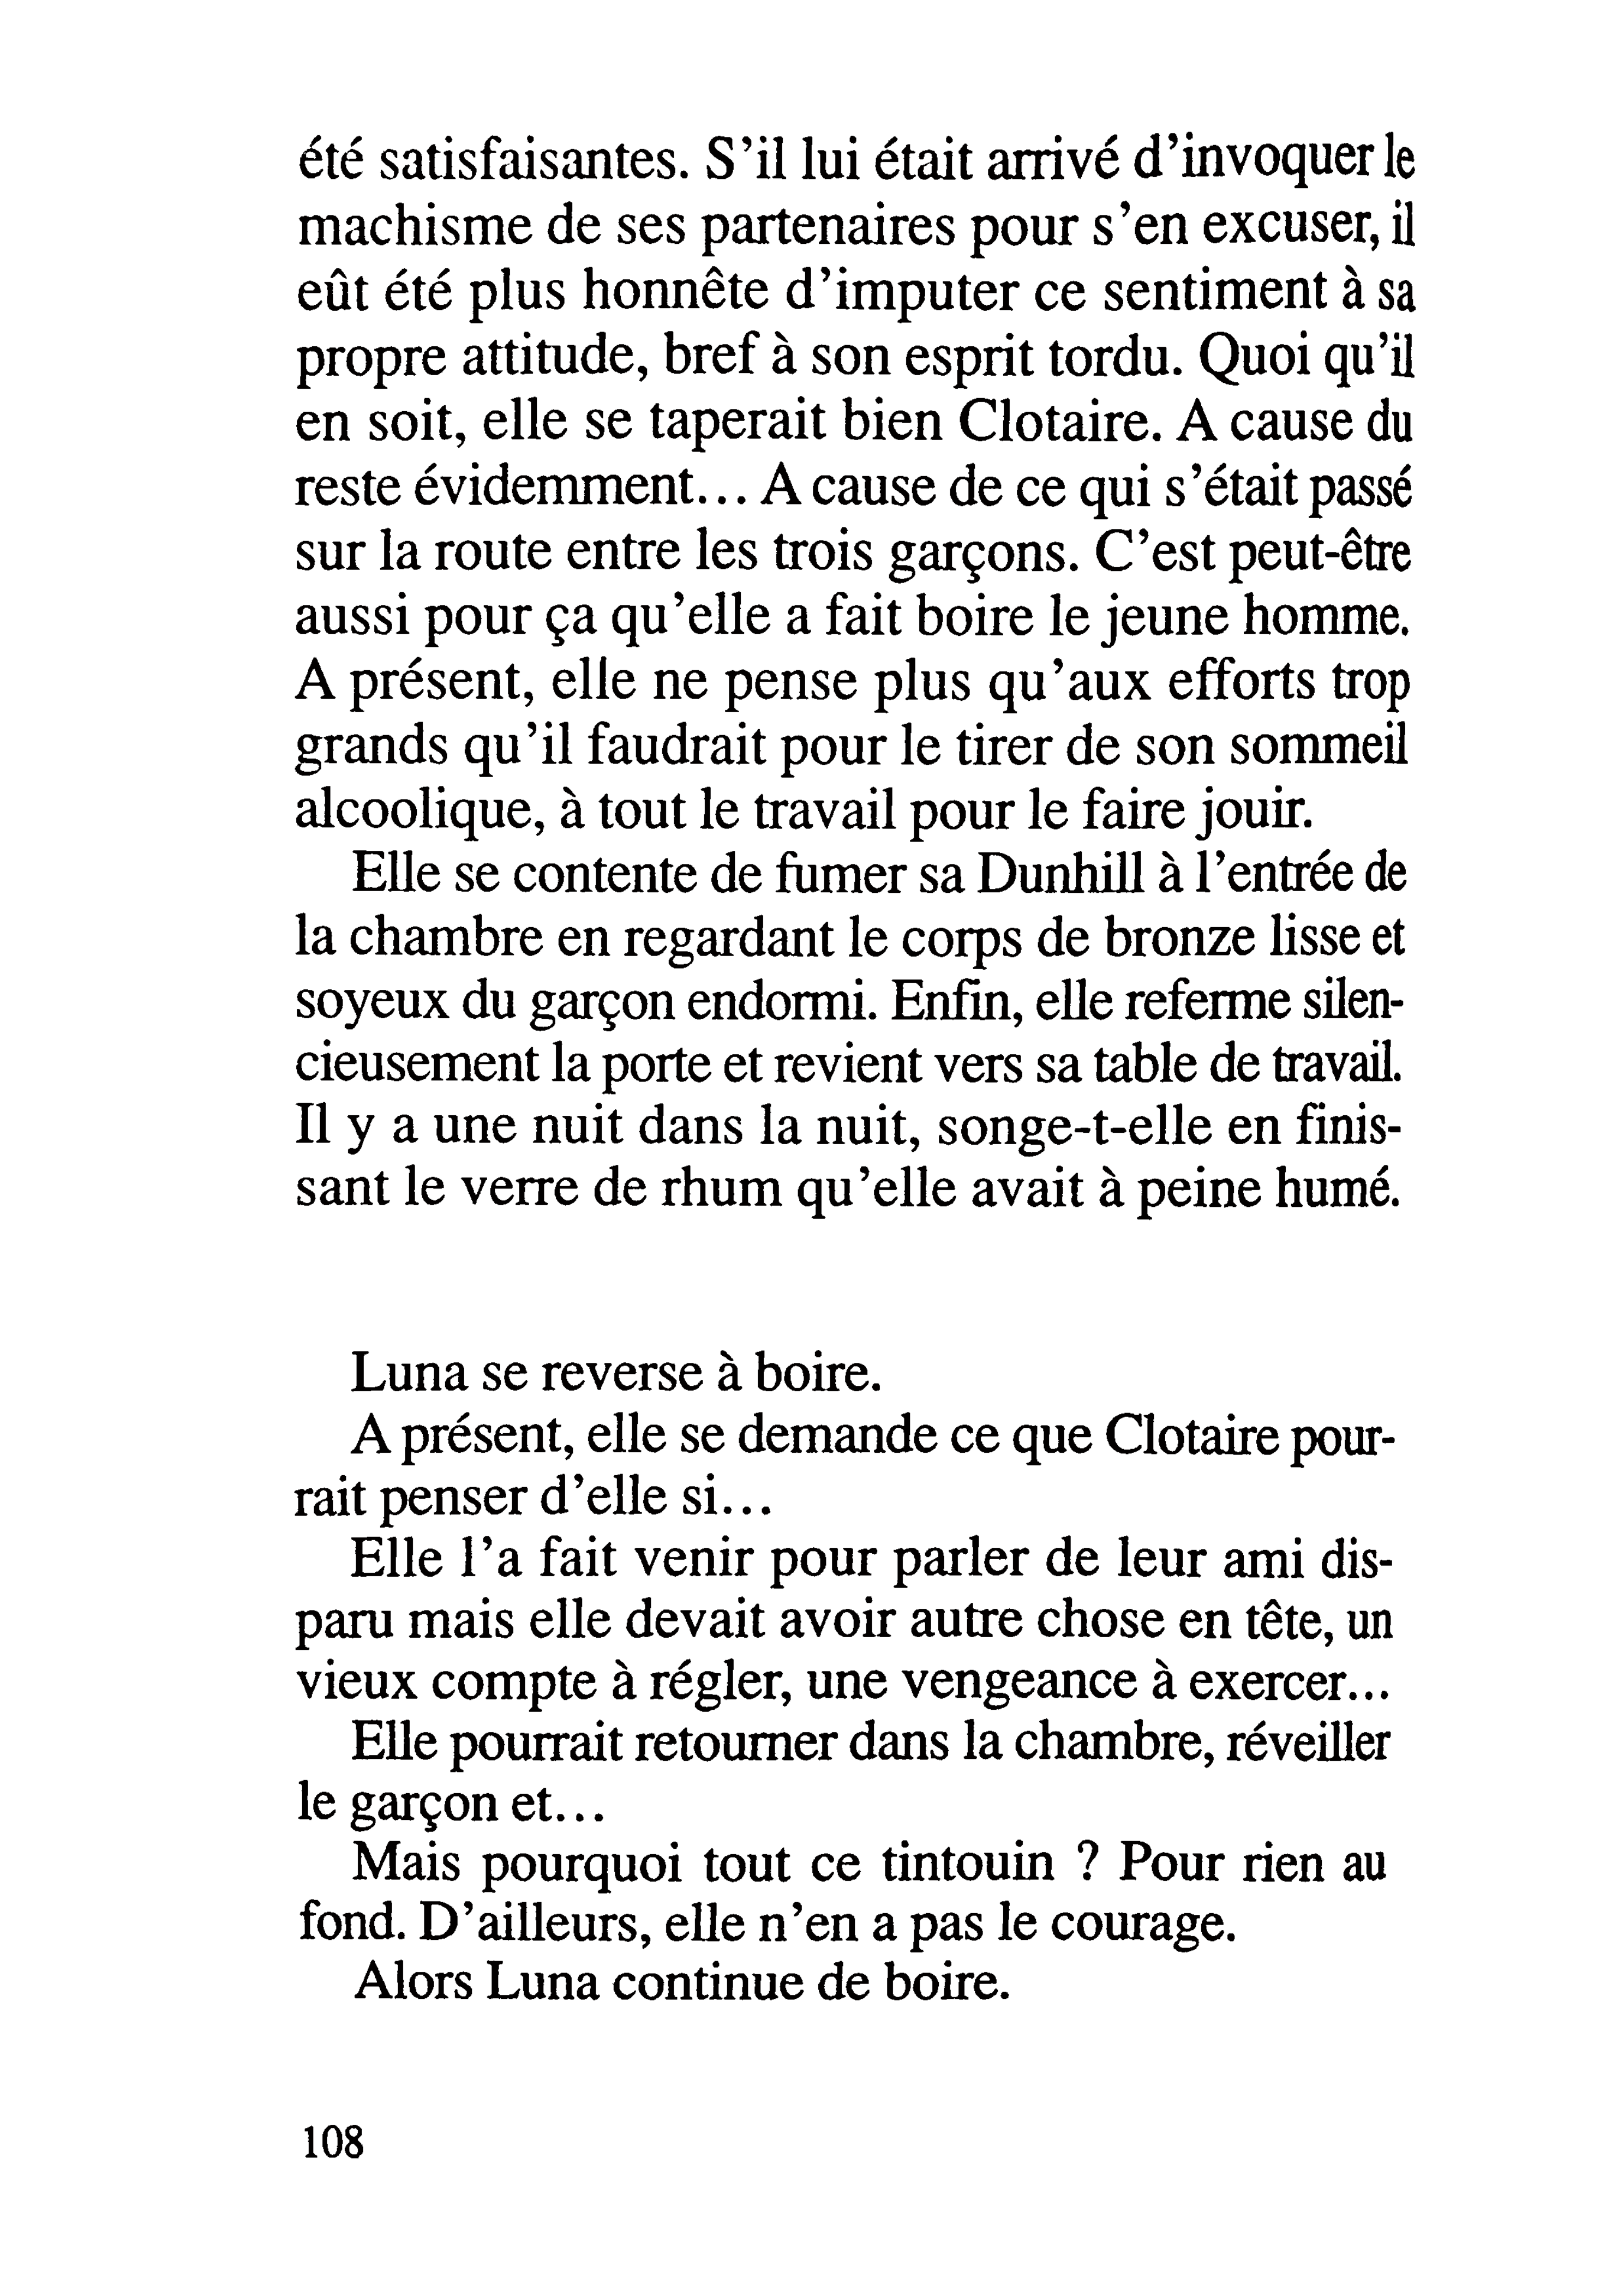 été satisfaisantes. S'il lui était arrivé d'invoquer le
machisme de ses partenaires pour s'en excuser, il
eût été plus honnête d'imputer ce sentiment à sa
propre attitude, bref à son esprit tordu. Quoi qu'il
en soit, elle se taperait bien Clotaire. A cause du
reste évidemment... A cause de ce qui s'était passé
sur la route entre les trois garçons. C'est peut-être
aussi pour ça qu'elle a fait boire le jeune homme.
A présent, elle ne pense plus qu'aux efforts trop
grands qu'il faudrait pour le tirer de son sommeil
alcoolique, à tout le travail pour le faire jouir.
Elle se contente de fumer sa Dunhill à l'entrée de
la chambre en regardant le corps de bronze lisse et
soyeux du garçon endormi. Enfin, elle referme silen-
cieusement la porte et revient vers sa table de travail.
Il y a une nuit dans la nuit, songe-t-elle en finis-
sant le verre de rhum qu'elle avait à peine humé.
Luna se reverse à boire.
A présent, elle se demande ce que Clotaire pour-
rait penser d'elle si...
Elle l'a fait venir pour parler de leur ami dis-
paru mais elle devait avoir autre chose en tête, un
vieux compte à régler, une vengeance à exercer...
Elle pourrait retourner dans la chambre, réveiller
le garçon et...
Mais pourquoi tout ce tintouin ? Pour rien au
fond. D'ailleurs, elle n'en a pas le courage.
Alors Luna continue de boire.
108